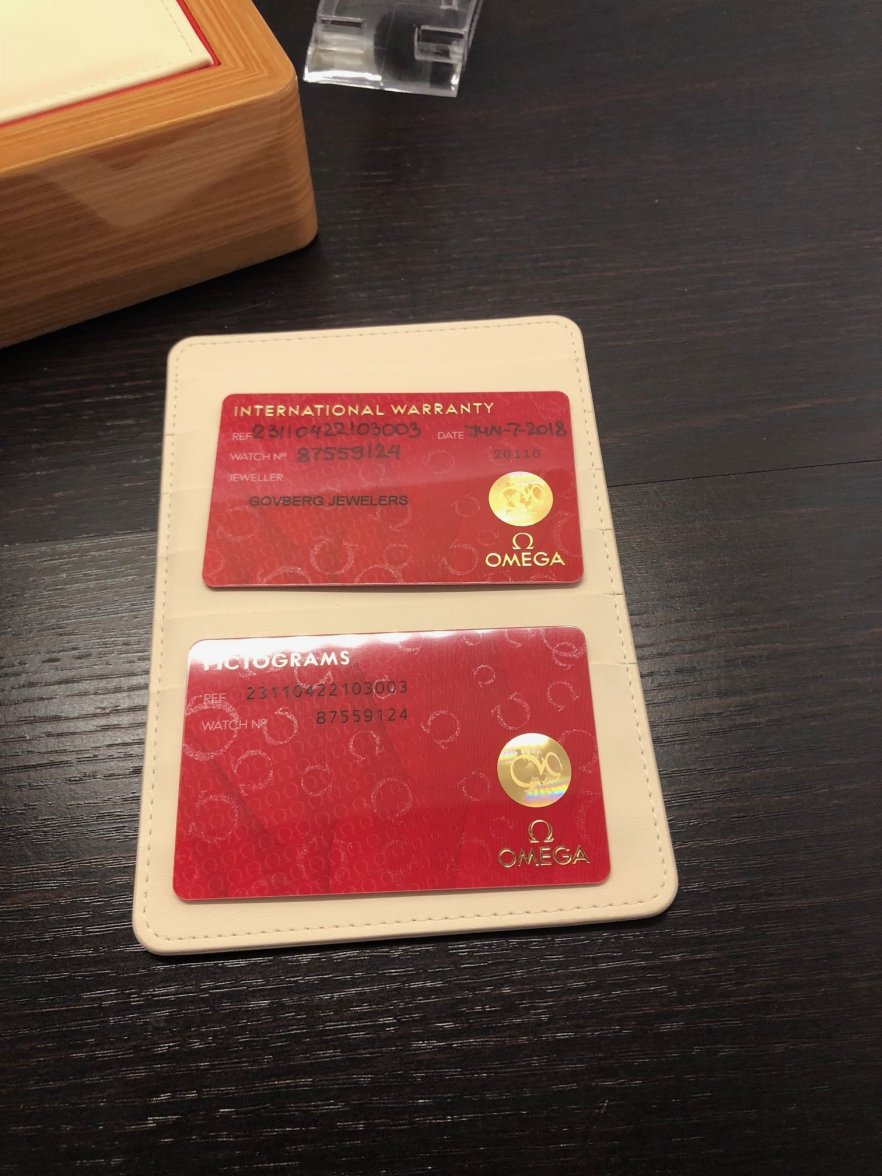 INTERNATIONAL WARRANTY
REF 23110422103003 DATE JUN-7-2018
WATCH Nº 87559124 20110
JEWELLER
GOVBERG JEWELERS
Ω
OMEGA
PICTOGRAMS
REF 23110422103003
WATCH Nº 87559124
Ω
OMEGA